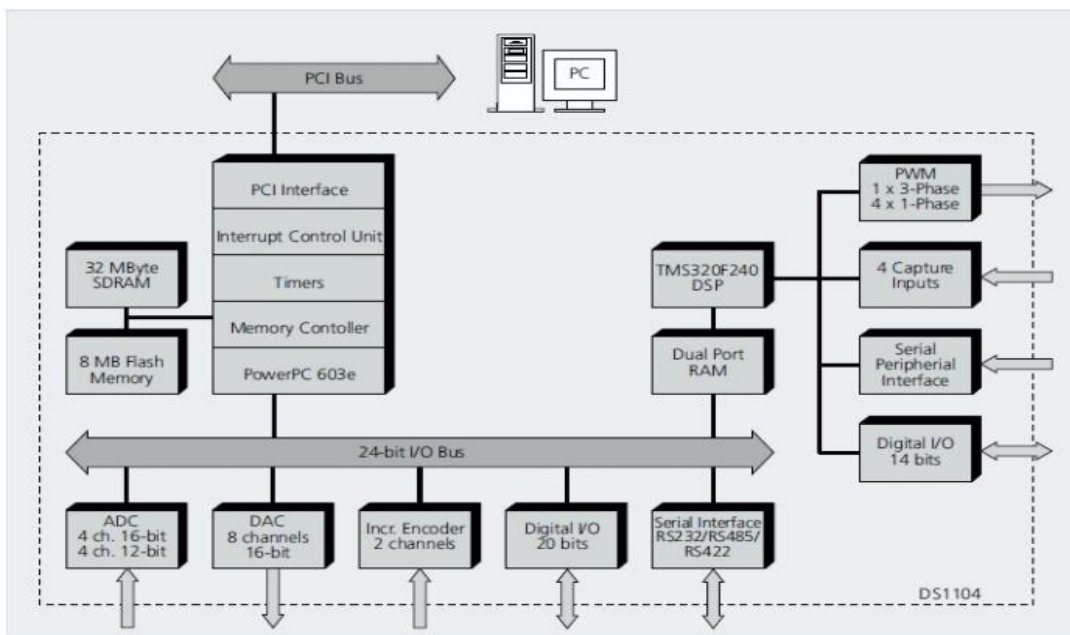 PCI Bus
PC
PCI Interface
Interrupt Control Unit
Timers
Memory Contoller
PowerPC 603e
32 MByte
SDRAM
8 MB Flash
Memory
TMS320F240
DSP
Dual Port
RAM
PWM
1 x 3-Phase
4 x 1-Phase
4 Capture
Inputs
Serial
Peripherial
Interface
Digital I/O
14 bits
24-bit I/O Bus
ADC
4 ch. 16-bit
4 ch. 12-bit
DAC
8 channels
16-bit
Incr. Encoder
2 channels
Digital I/O
20 bits
Serial Interface
RS232/RS485/
RS422
DS1104